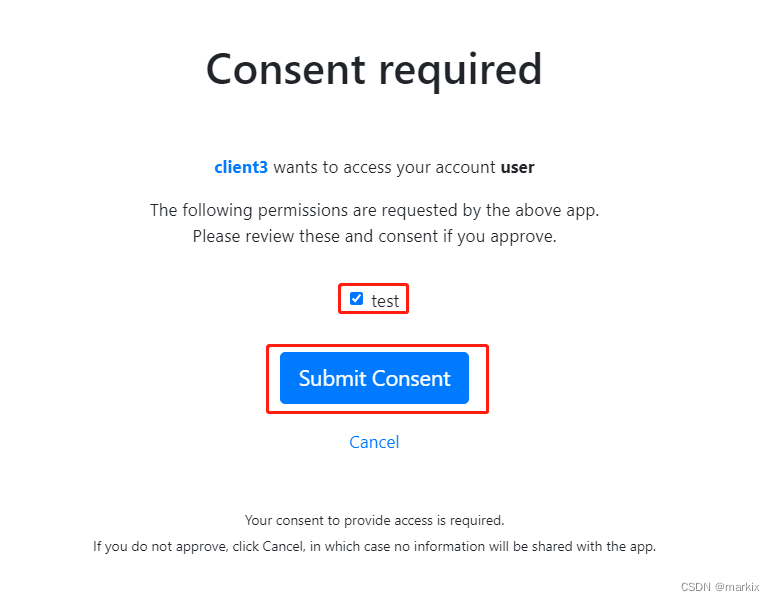 Consent required
client3 wants to access your account user
The following permissions are requested by the above app.
Please review these and consent if you approve.
test
Submit Consent
Cancel
Your consent to provide access is required.
If you do not approve, click Cancel, in which case no information will be shared with the app.
CSDN @markix